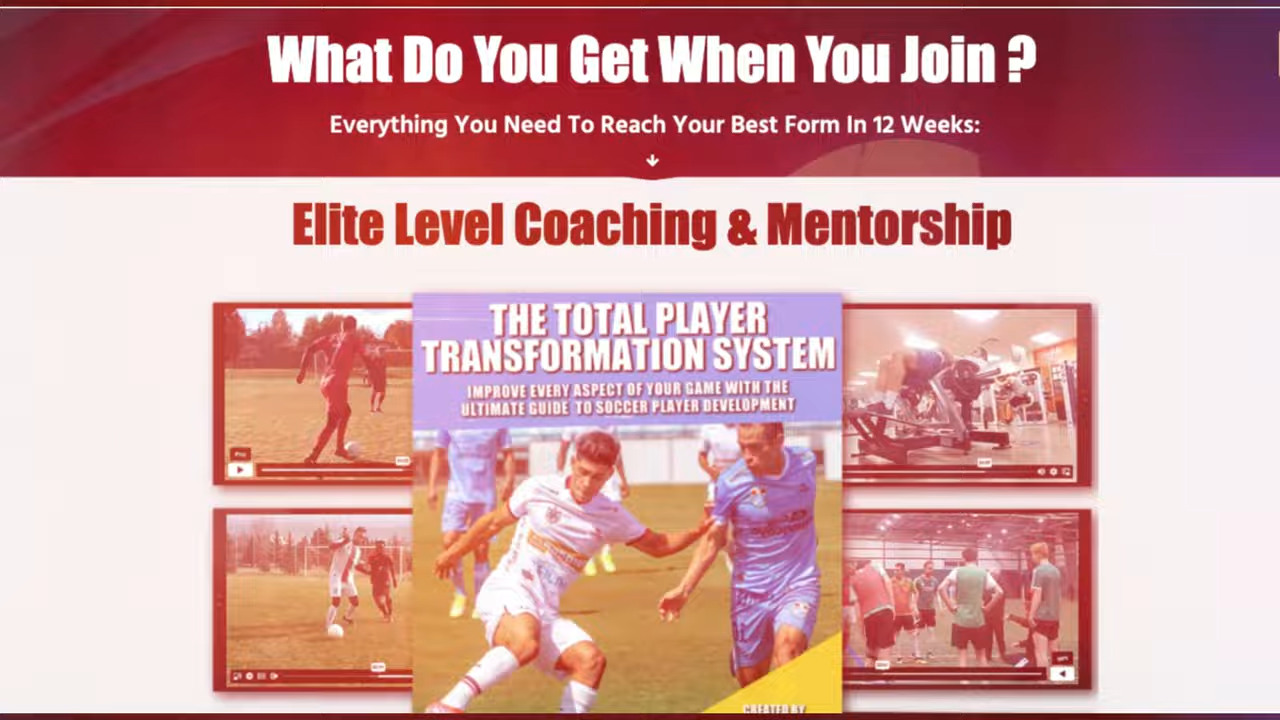 What Do You Get When You Join ?
Everything You Need To Reach Your Best Form In 12 Weeks:
Elite Level Coaching & Mentorship
THE TOTAL PLAYER
TRANSFORMATION SYSTEM
IMPROVE EVERY ASPECT OF YOUR GAME WITH THE
ULTIMATE GUIDE TO SOCCER PLAYER DEVELOPMENT
CREATED BY